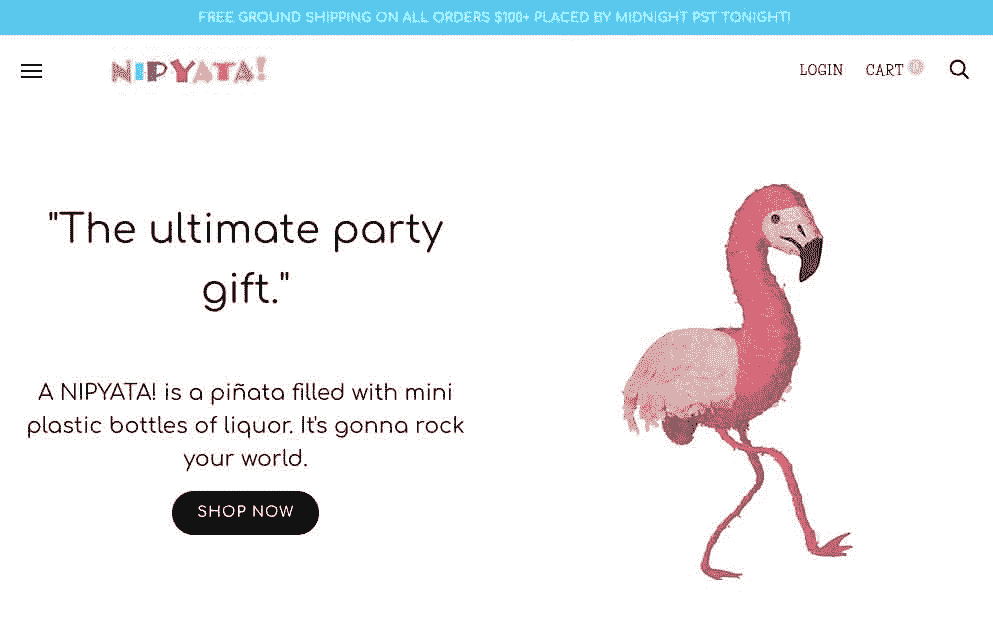 FREE GROUND SHIPPING ON ALL ORDERS $100+ PLACED BY MIDNIGHT PST TONIGHT!
NIPYATA!
LOGIN
CART 0
"The ultimate party
gift."
A NIPYATA! is a piñata filled with mini
plastic bottles of liquor. It's gonna rock
your world.
SHOP NOW